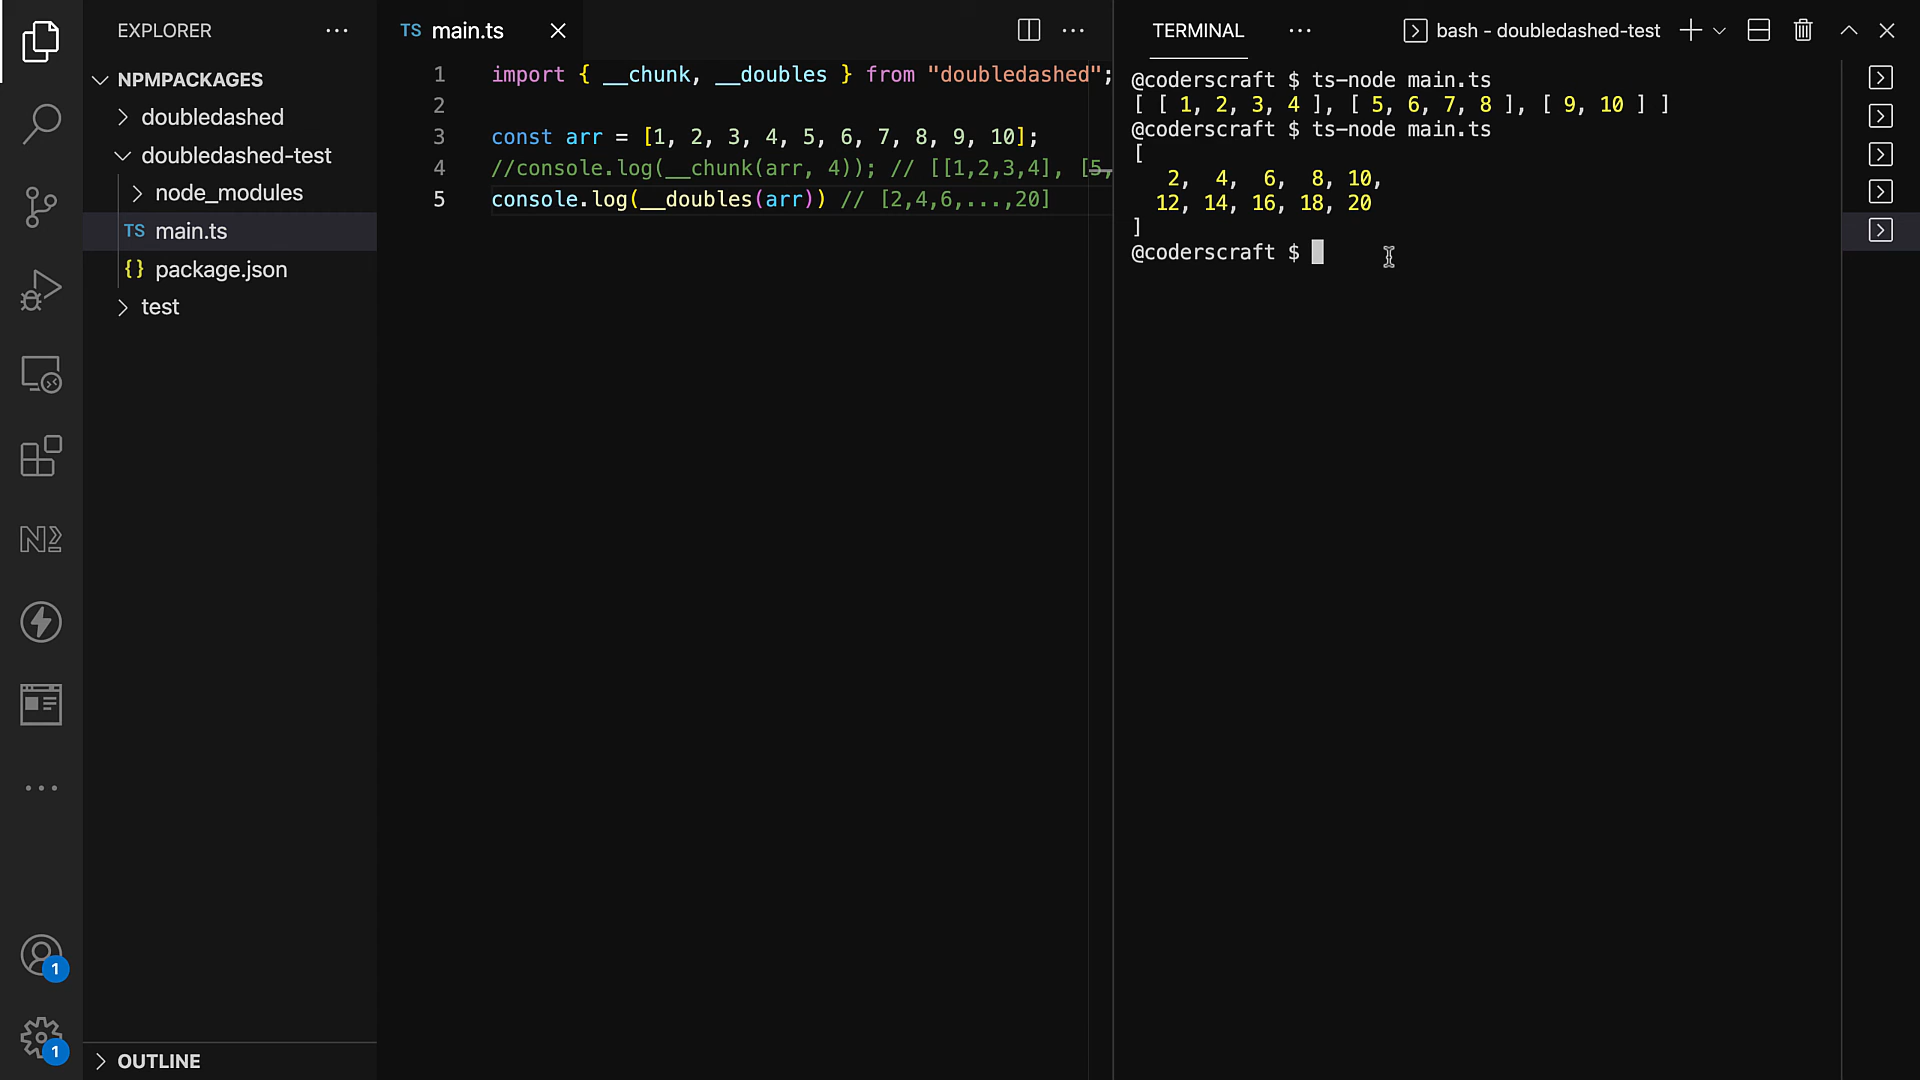 EXPLORER
NPMPACKAGES
doubledashed
doubledashed-test
node_modules
TS main.ts
{} package.json
test
OUTLINE
1
1
TS main.ts
1 import { __chunk, __doubles } from "doubledashed";
2
3 const arr = [1, 2, 3, 4, 5, 6, 7, 8, 9, 10];
4 //console.log(__chunk(arr, 4)); // [[1,2,3,4], [5,
5 console.log(__doubles(arr)) // [2,4,6,...,20]
TERMINAL
bash - doubledashed-test
@coderscraft $ ts-node main.ts
[ [ 1, 2, 3, 4 ], [ 5, 6, 7, 8 ], [ 9, 10 ] ]
@coderscraft $ ts-node main.ts
[
2, 4, 6, 8, 10,
12, 14, 16, 18, 20
]
@coderscraft $